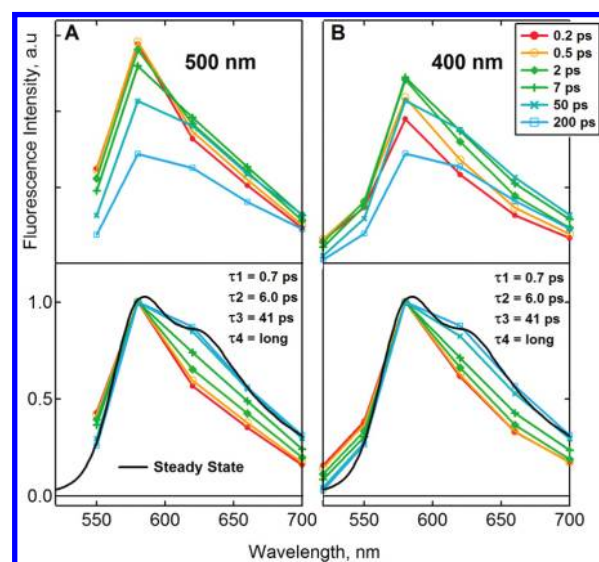 A
500 nm
B
400 nm
0.2 ps
0.5 ps
2 ps
7 ps
50 ps
200 ps
Fluorescence Intensity, a.u
τ1 = 0.7 ps
τ2 = 6.0 ps
τ3 = 41 ps
τ4 = long
τ1 = 0.7 ps
τ2 = 6.0 ps
τ3 = 41 ps
τ4 = long
1.0
0.5
0.0
Steady State
550 600 650 700 550 600 650 700
Wavelength, nm